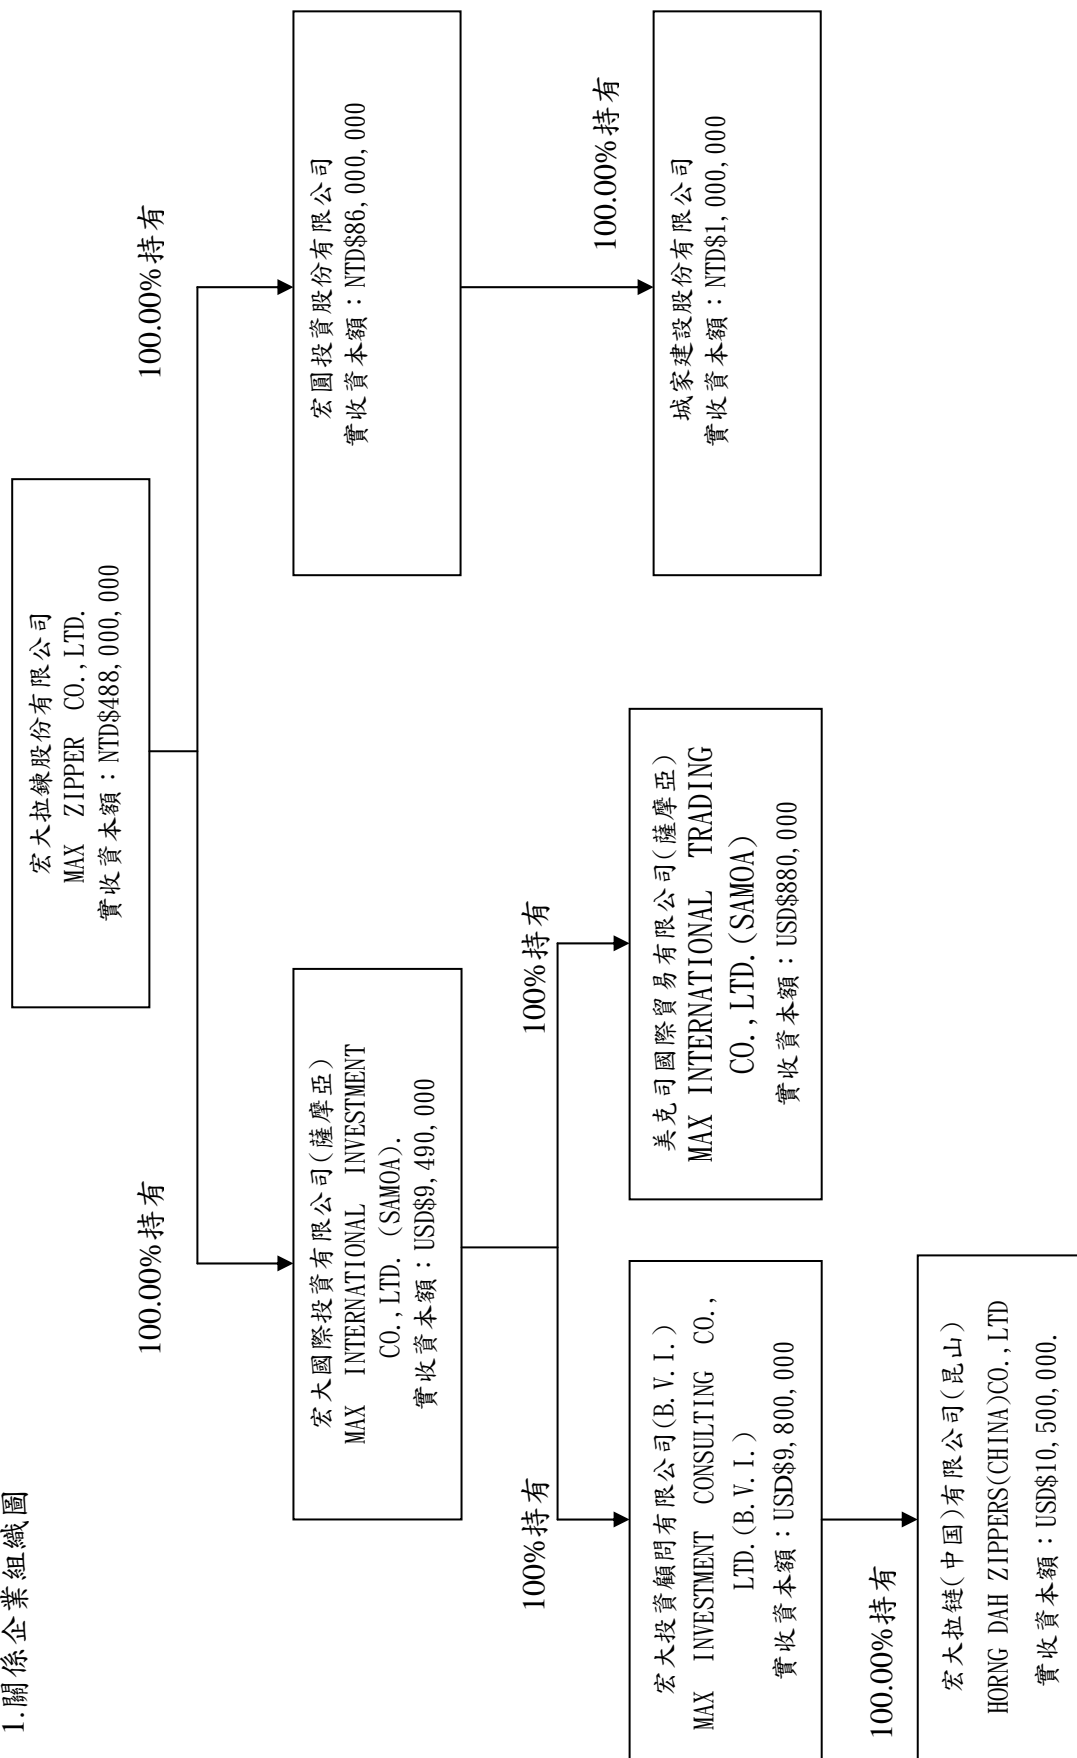 1.關係企業組織圖
宏大拉鍊股份有限公司
MAX ZIPPER CO.,LTD.
實收資本額：NTD$488,000,000
100.00%持有
100.00%持有
宏大國際投資有限公司(薩摩亞)
MAX INTERNATIONAL INVESTMENT
CO.,LTD. (SAMOA).
實收資本額：USD$9,490,000
宏圓投資股份有限公司
實收資本額：NTD$86,000,000
100%持有
100%持有
100.00%持有
宏大投資顧問有限公司(B.V.I.)
MAX INVESTMENT CONSULTING CO.,
LTD.(B.V.I.)
實收資本額：USD$9,800,000
美克司國際貿易有限公司(薩摩亞)
MAX INTERNATIONAL TRADING
CO.,LTD.(SAMOA)
實收資本額：USD$880,000
城家建設股份有限公司
實收資本額：NTD$1,000,000
100.00%持有
宏大拉链(中国)有限公司(昆山)
HORNG DAH ZIPPERS(CHINA)CO.,LTD
實收資本額：USD$10,500,000.